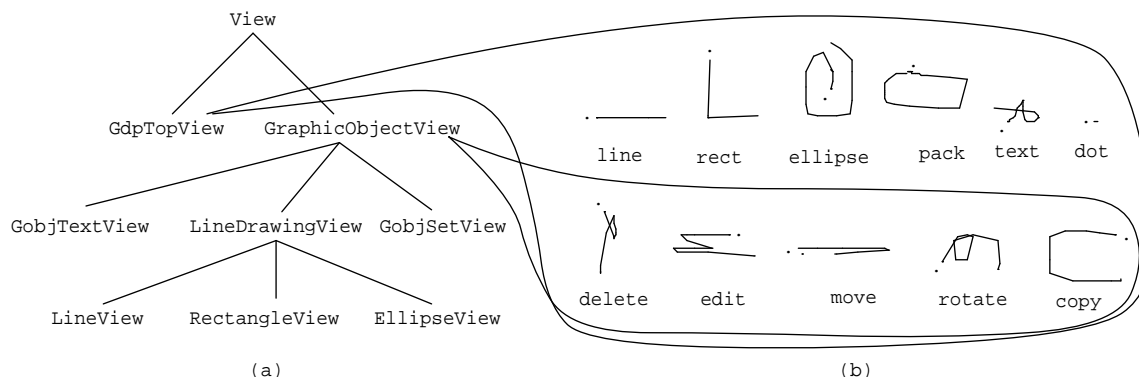 View
GdpTopView GraphicObjectView
line rect ellipse pack text dot
GobjTextView LineDrawingView GobjSetView
delete edit move rotate copy
LineView RectangleView EllipseView
(a) (b)